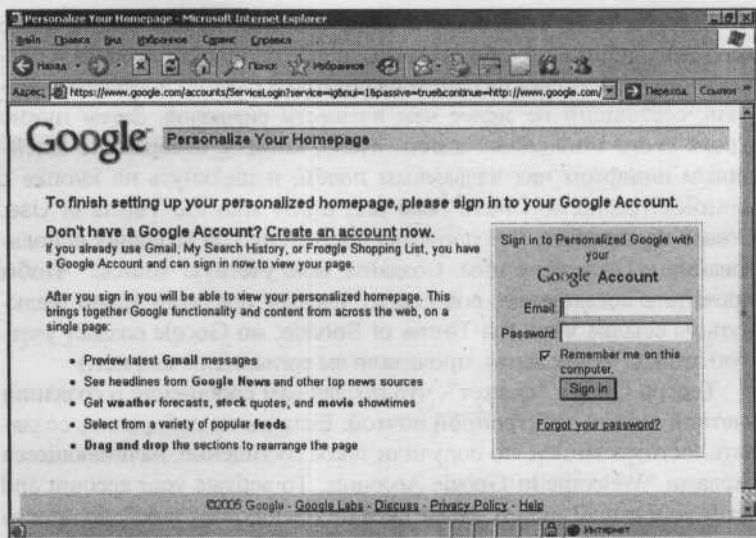 Personalize Your Homepage - Microsoft Internet Explorer
Файл Правка Вид Избранное Сервис Справка
Назад Поиск Избранное
Адрес: https://www.google.com/accounts/ServiceLogin?service=ig&nui=1&passive=true&continue=http://www.google.com/ Переход Ссылки »
Google™ Personalize Your Homepage
To finish setting up your personalized homepage, please sign in to your Google Account.
Don't have a Google Account? Create an account now.
If you already use Gmail, My Search History, or Froogle Shopping List, you have
a Google Account and can sign in now to view your page.
After you sign in you will be able to view your personalized homepage. This
brings together Google functionality and content from across the web, on a
single page:
• Preview latest Gmail messages
• See headlines from Google News and other top news sources
• Get weather forecasts, stock quotes, and movie showtimes
• Select from a variety of popular feeds
• Drag and drop the sections to rearrange the page
Sign in to Personalized Google with
your
Google Account
Email:
Password:
Remember me on this
computer.
Sign in
Forgot your password?
©2005 Google - Google Labs - Discuss - Privacy Policy - Help
Интернет